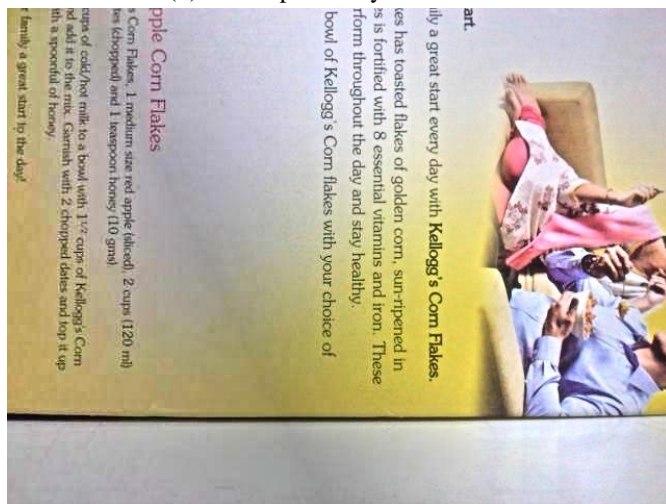 art.
ily a great start every day with Kellogg's Corn Flakes.
kes has toasted flakes of golden corn, sun-ripened in
es is fortified with 8 essential vitamins and iron. These
rform throughout the day and stay healthy.
bowl of Kellogg's Corn flakes with your choice of
pple Corn Flakes
s Corn Flakes, 1 medium size red apple (sliced), 2 cups (120 ml)
tes (chopped) and 1 teaspoon honey (10 gms)
cups of cold/hot milk to a bowl with 1 1/2 cups of Kellogg's Corn
nd add it to the mix. Garnish with 2 chopped dates and top it up
th a spoonful of honey.
r family a great start to the day!